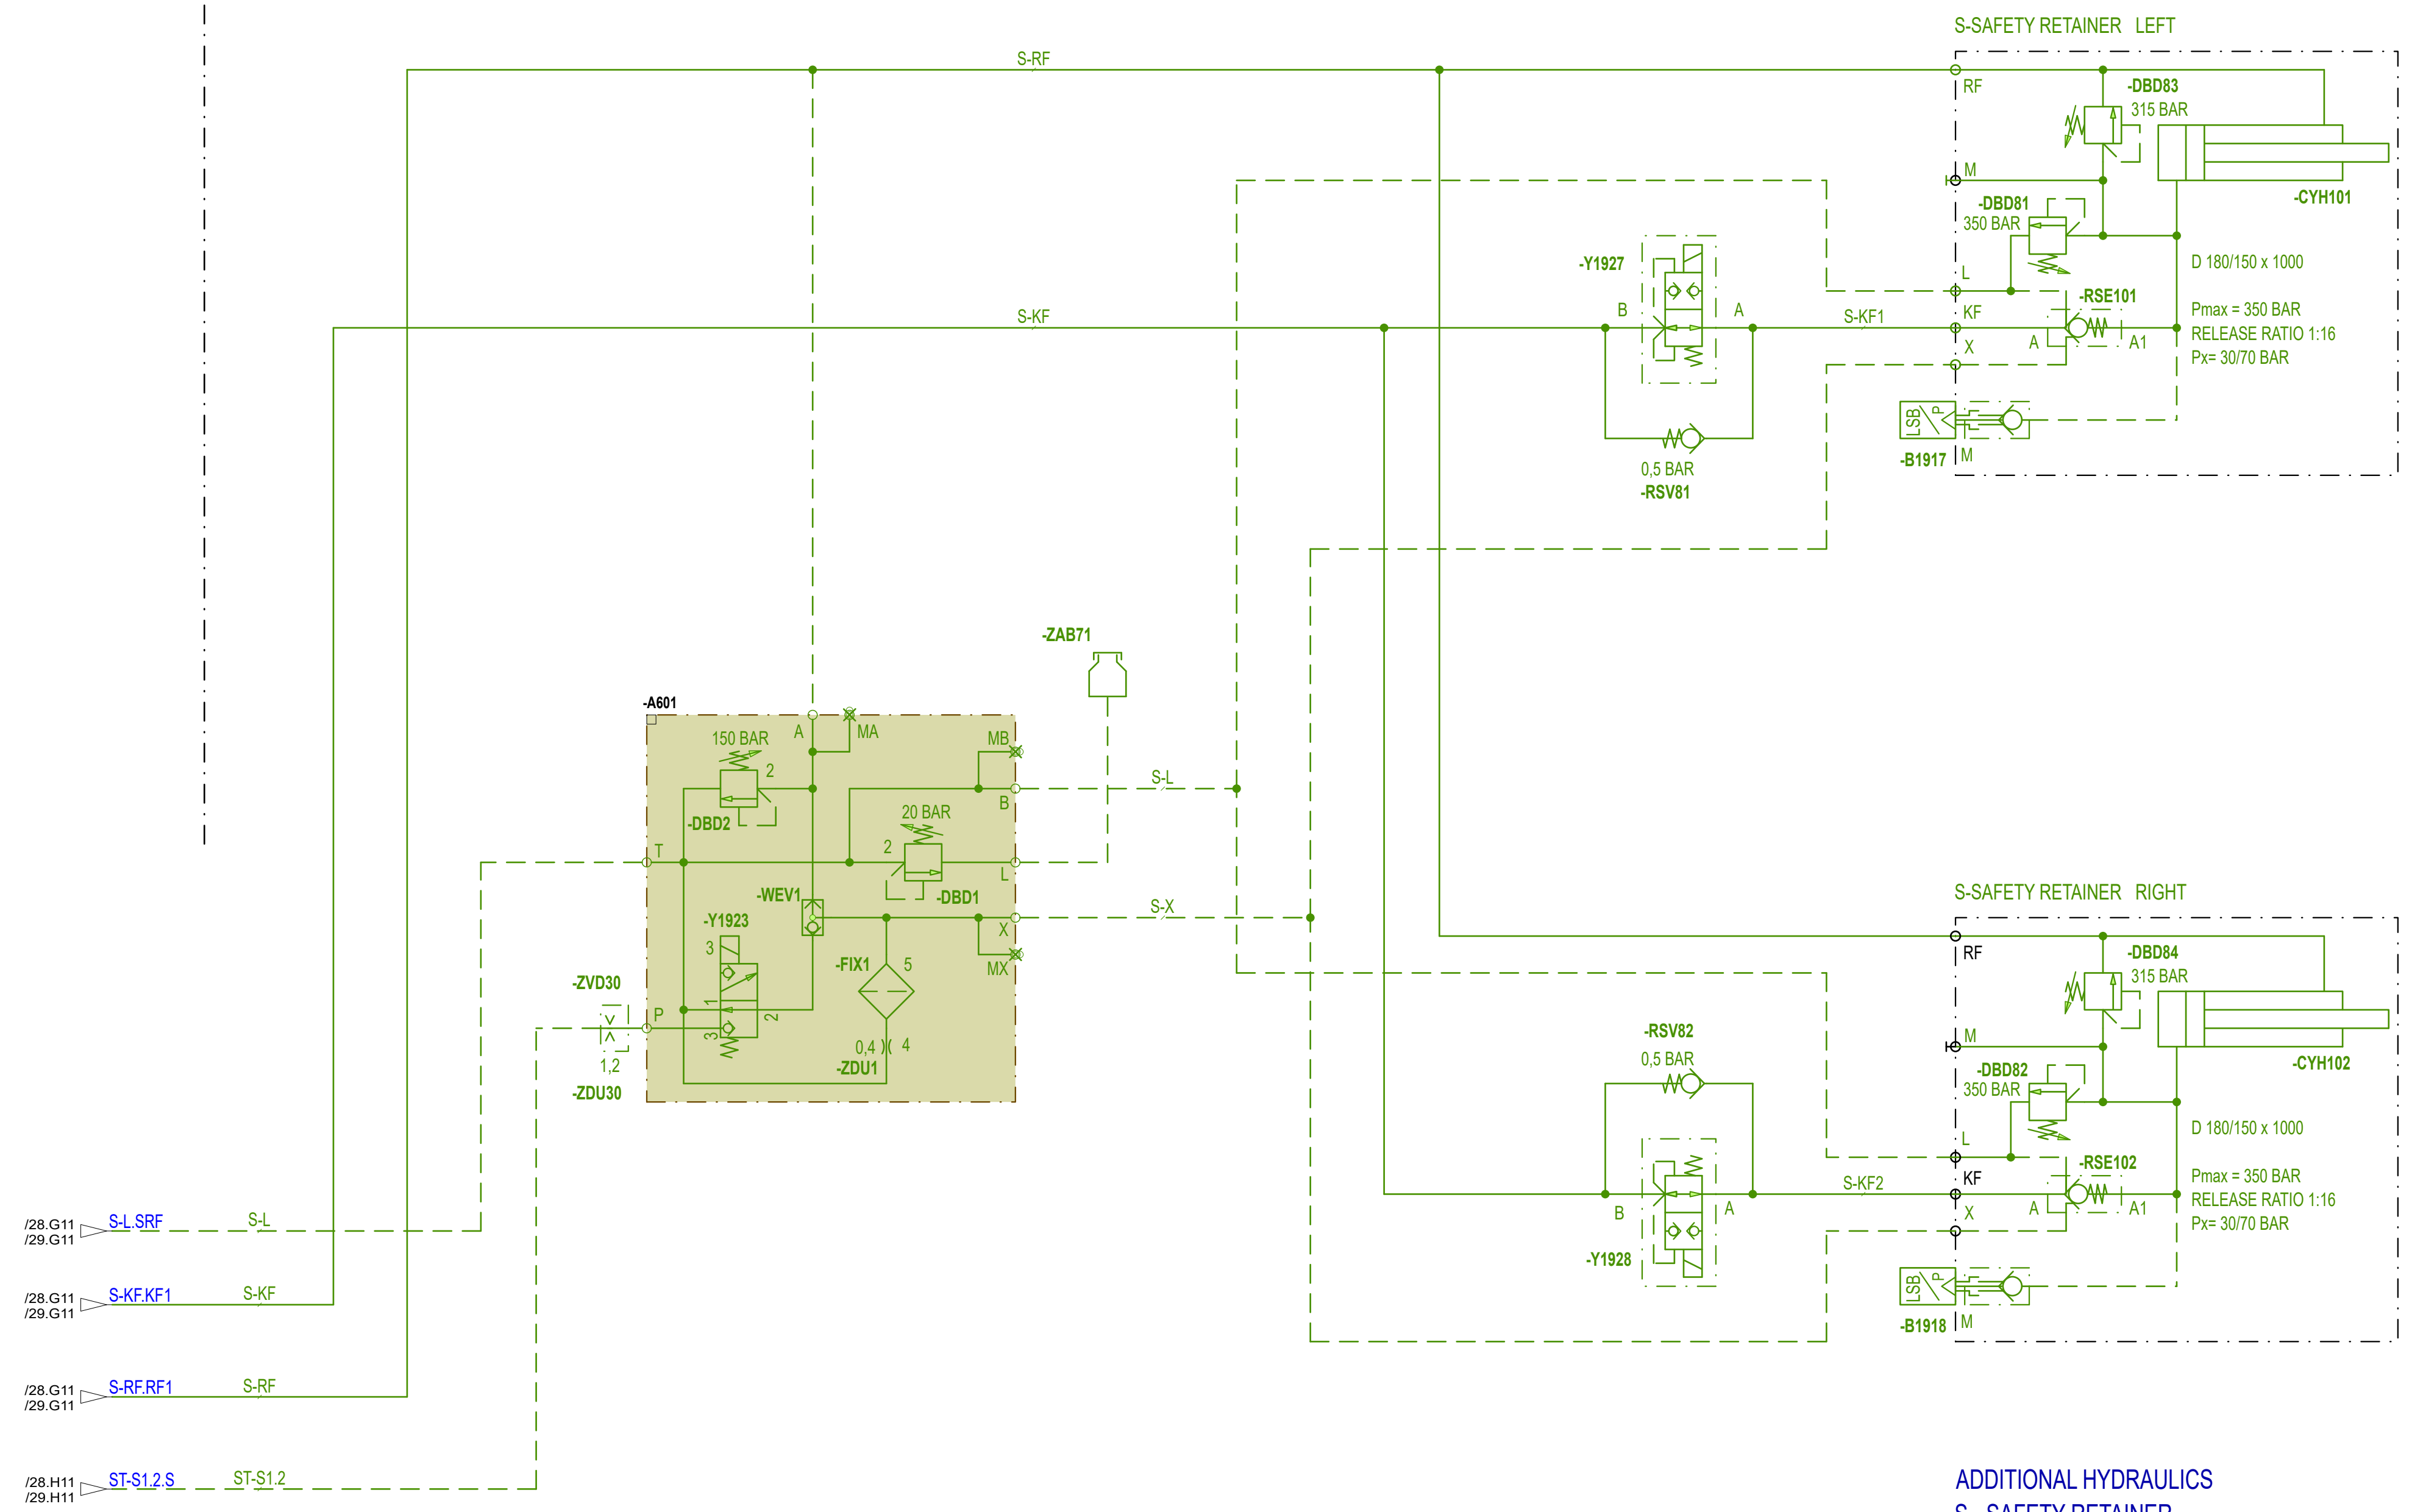 S-SAFETY RETAINER LEFT
S-RF
RF
-DBD83
315 BAR
M
-CYH101
-DBD81
350 BAR
-Y1927
D 180/150 x 1000
L
-RSE101
S-KF
B
A
S-KF1
KF
Pmax = 350 BAR
RELEASE RATIO 1:16
X
A
A1
Px= 30/70 BAR
LSB
P
-B1917
M
0,5 BAR
-RSV81
-ZAB71
-A601
150 BAR
A
MA
MB
2
S-L
B
20 BAR
-DBD2
T
2
L
-WEV1
-DBD1
S-SAFETY RETAINER RIGHT
-Y1923
S-X
X
3
-FIX1
5
MX
RF
-DBD84
315 BAR
-ZVD30
P
1
2
3
0,4
4
-ZDU1
1,2
-ZDU30
-RSV82
0,5 BAR
M
-CYH102
-DBD82
350 BAR
D 180/150 x 1000
L
-RSE102
KF
S-KF2
Pmax = 350 BAR
RELEASE RATIO 1:16
B
A
X
A
A1
Px= 30/70 BAR
-Y1928
LSB
P
-B1918
M
/28.G11
/29.G11
S-L.SRF
S-L
/28.G11
/29.G11
S-KF.KF1
S-KF
/28.G11
/29.G11
S-RF.RF1
S-RF
/28.H11
/29.H11
ST-S1.2.S
ST-S1.2
ADDITIONAL HYDRAULICS
S - SAFETY RETAINER